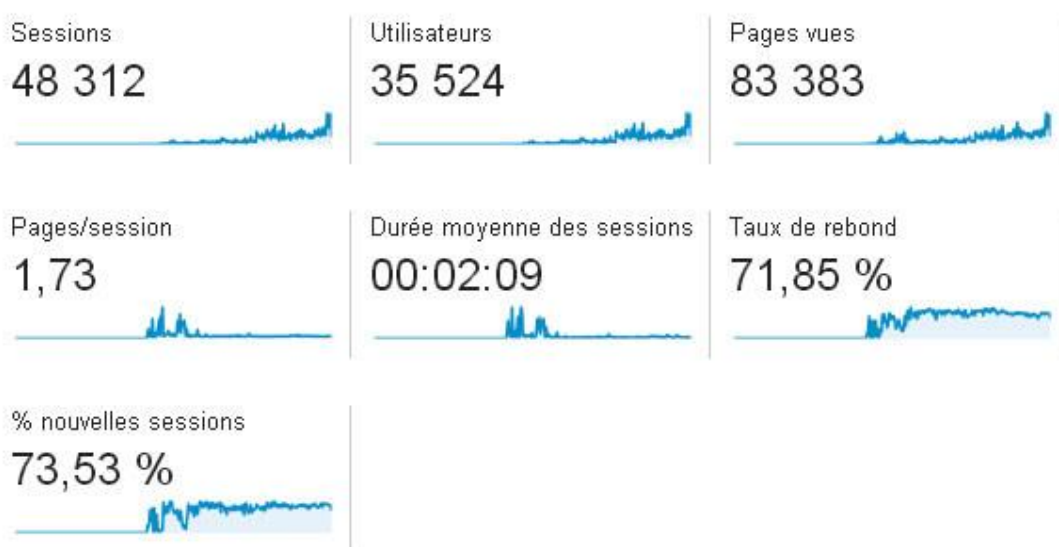 Sessions
48 312
Utilisateurs
35 524
Pages vues
83 383
Pages/session
1,73
Durée moyenne des sessions
00:02:09
Taux de rebond
71,85 %
% nouvelles sessions
73,53 %